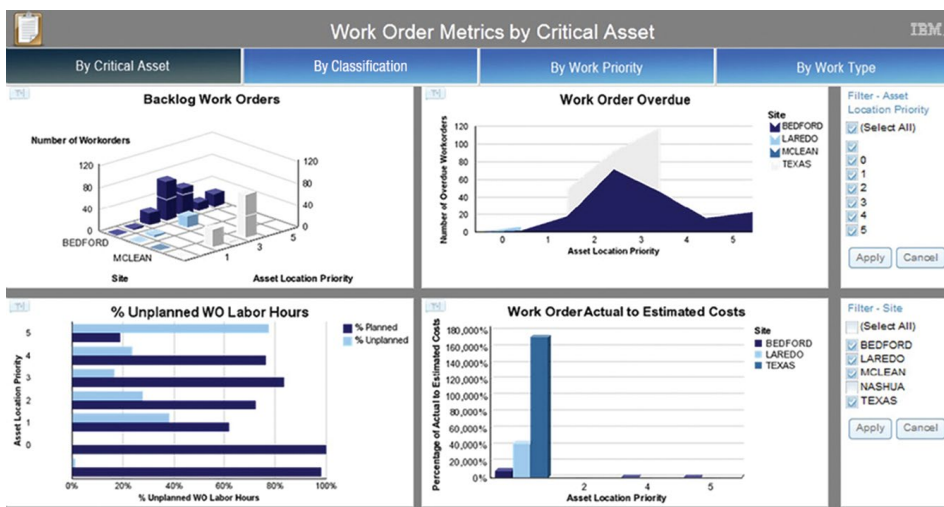 Work Order Metrics by Critical Asset
IBM
By Critical Asset
By Classification
By Work Priority
By Work Type
Backlog Work Orders
Number of Workorders
120
80
40
0
120
80
40
0
BEDFORD
MCLEAN
1
3
5
Site
Asset Location Priority
Work Order Overdue
Number of Overdue Workorders
120
100
80
60
40
20
0
0
1
2
3
4
5
Asset Location Priority
Site
BEDFORD
LAREDO
MCLEAN
TEXAS
Filter - Asset
Location Priority
(Select All)
0
1
2
3
4
5
Apply
Cancel
% Unplanned WO Labor Hours
Asset Location Priority
5
4
3
2
1
0
0%
20%
40%
60%
80%
100%
% Unplanned WO Labor Hours
% Planned
% Unplanned
Work Order Actual to Estimated Costs
Percentage of Actual to Estimated Costs
180,000%
160,000%
140,000%
120,000%
100,000%
80,000%
60,000%
40,000%
20,000%
0%
2
4
5
Asset Location Priority
Site
BEDFORD
LAREDO
TEXAS
Filter - Site
(Select All)
BEDFORD
LAREDO
MCLEAN
NASHUA
TEXAS
Apply
Cancel